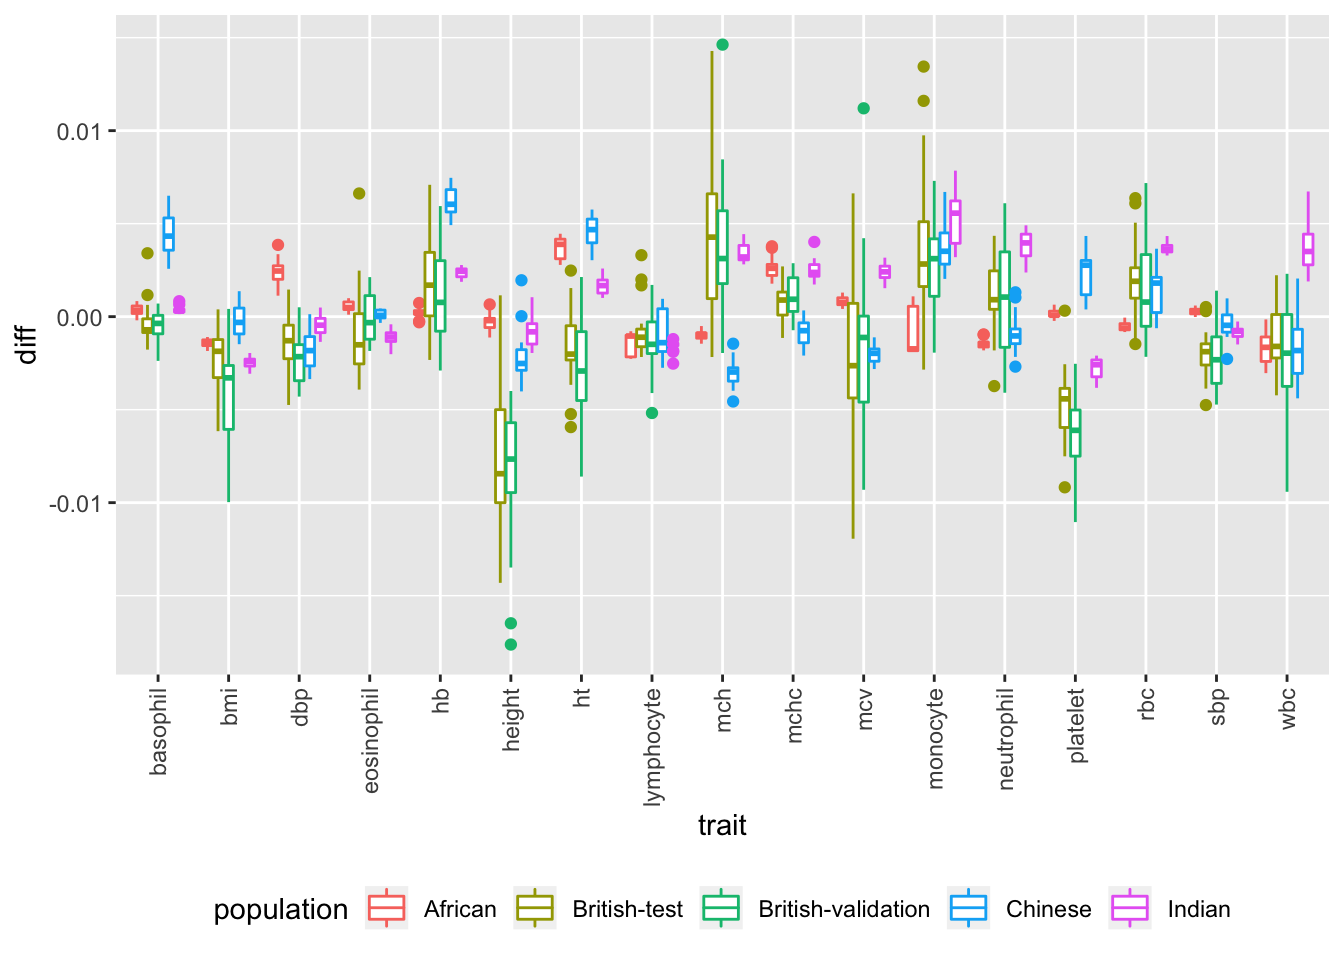 diff
0.01
0.00
-0.01
basophil
bmi
dbp
eosinophil
hb
height
ht
lymphocyte
mch
mchc
mcv
monocyte
neutrophil
platelet
rbc
sbp
wbc
trait
population African British-test British-validation Chinese Indian